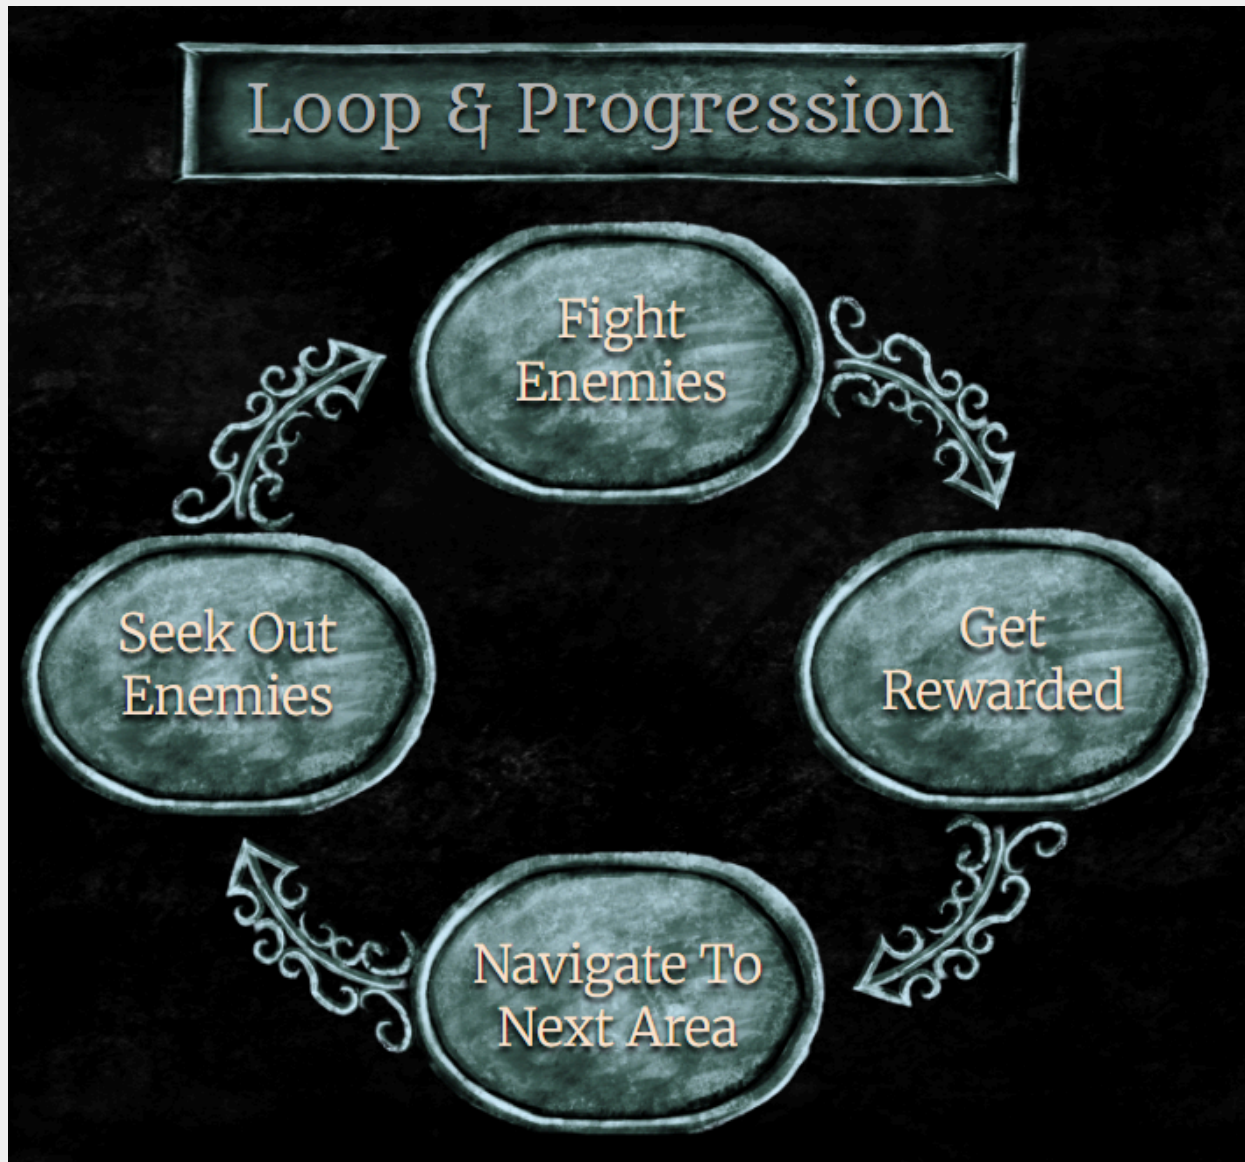 Loop & Progression
Fight
Enemies
Get
Rewarded
Navigate To
Next Area
Seek Out
Enemies